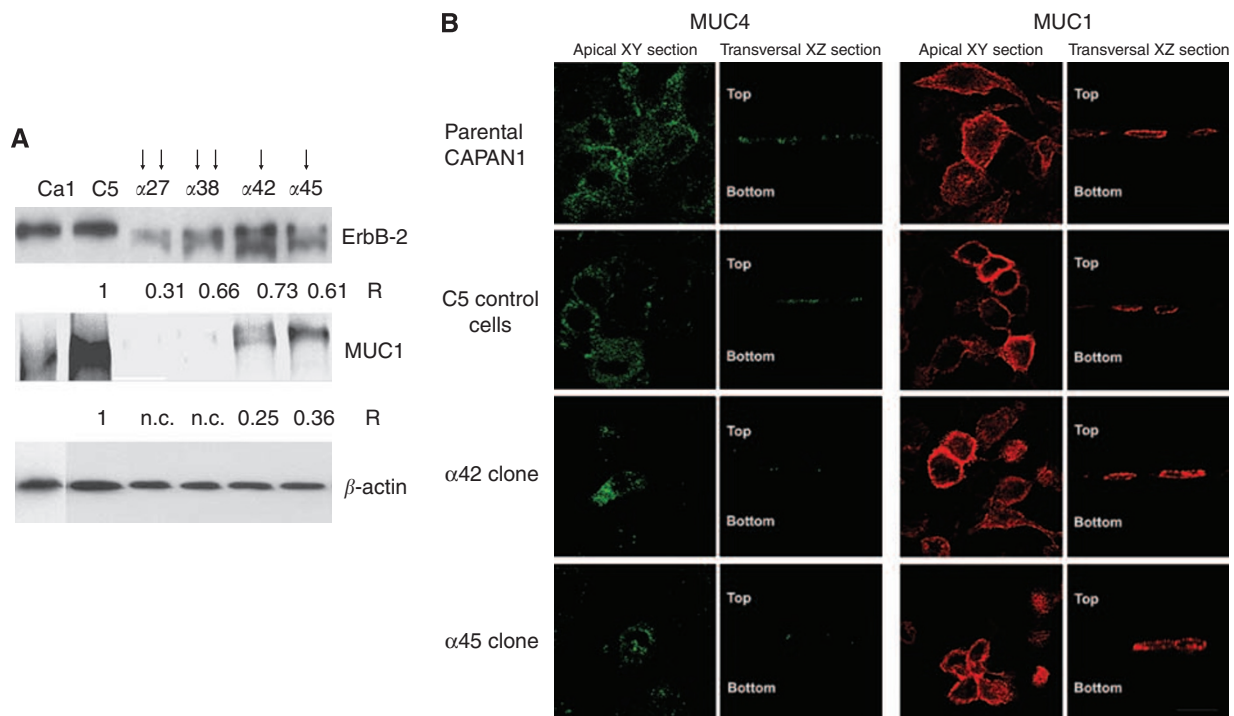 A
Ca1 C5 α27 α38 α42 α45
ErbB-2
1 0.31 0.66 0.73 0.61 R
MUC1
1 n.c. n.c. 0.25 0.36 R
β-actin
B
MUC4 MUC1
Apical XY section Transversal XZ section Apical XY section Transversal XZ section
Parental
CAPAN1
Top
Bottom
Top
Bottom
C5 control
cells
Top
Bottom
Top
Bottom
α42 clone
Top
Bottom
Top
Bottom
α45 clone
Top
Bottom
Top
Bottom